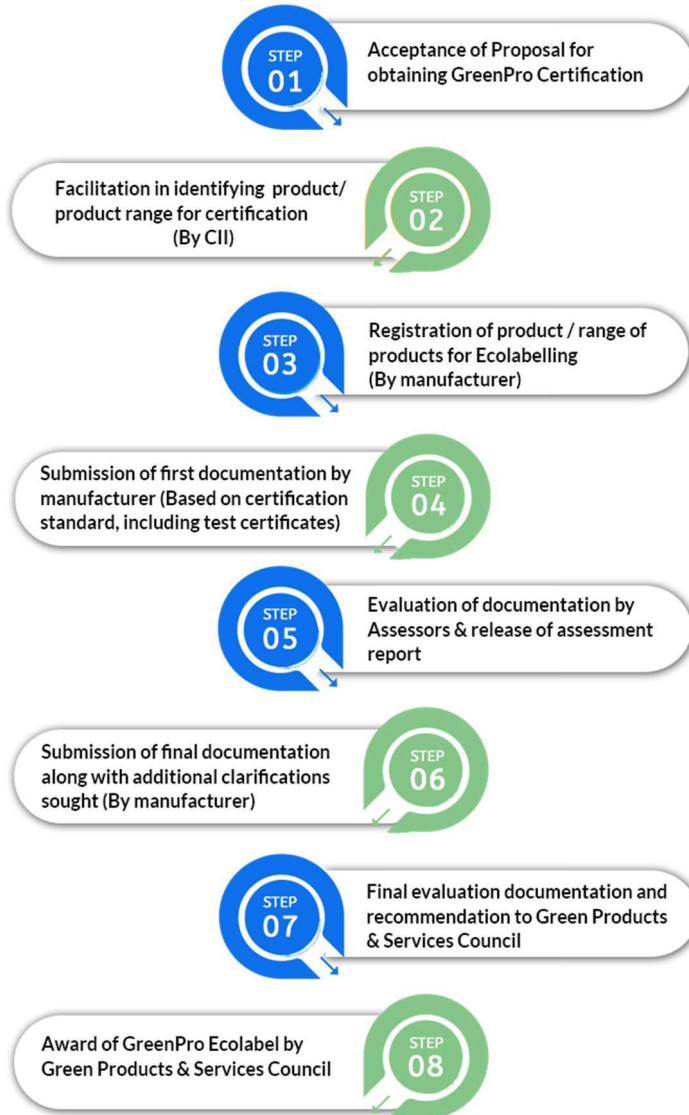 STEP
01
Acceptance of Proposal for
obtaining GreenPro Certification
Facilitation in identifying product/
product range for certification
(By CII)
STEP
02
STEP
03
Registration of product / range of
products for Ecolabelling
(By manufacturer)
Submission of first documentation by
manufacturer (Based on certification
standard, including test certificates)
STEP
04
STEP
05
Evaluation of documentation by
Assessors & release of assessment
report
Submission of final documentation
along with additional clarifications
sought (By manufacturer)
STEP
06
STEP
07
Final evaluation documentation and
recommendation to Green Products
& Services Council
Award of GreenPro Ecolabel by
Green Products & Services Council
STEP
08